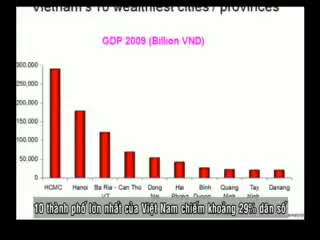 Vietnam's 10 wealthiest cities / provinces
GDP 2009 (Billion VND)
300,000
250,000
200,000
150,000
100,000
50,000
HCMC Hanoi Ba Ria - VT Can Tho Dong Nai Hai Phong Binh Duong Quang Ninh Tay Ninh Danang
10 thành phố lớn nhất của Việt Nam chiếm khoảng 29% dân số